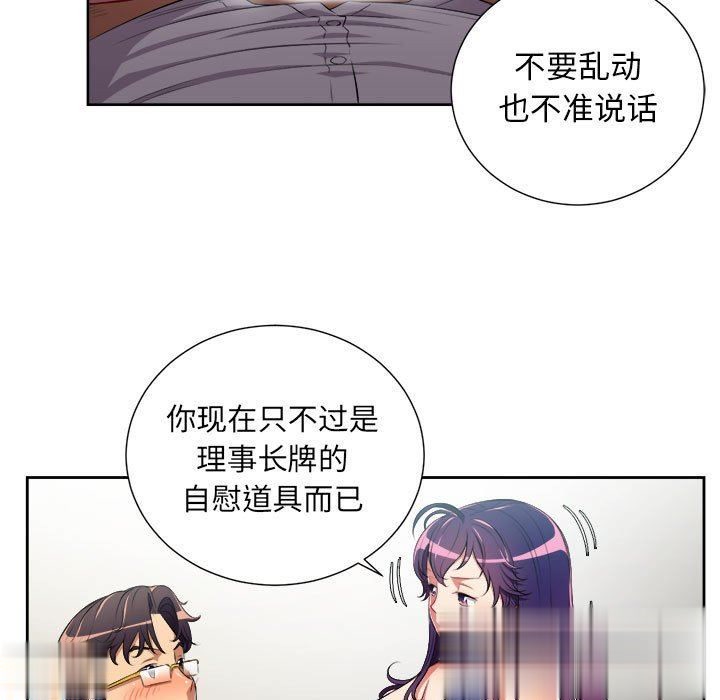 不要乱动
也不准说话
你现在只不过是
理事长牌的
自慰道具而已